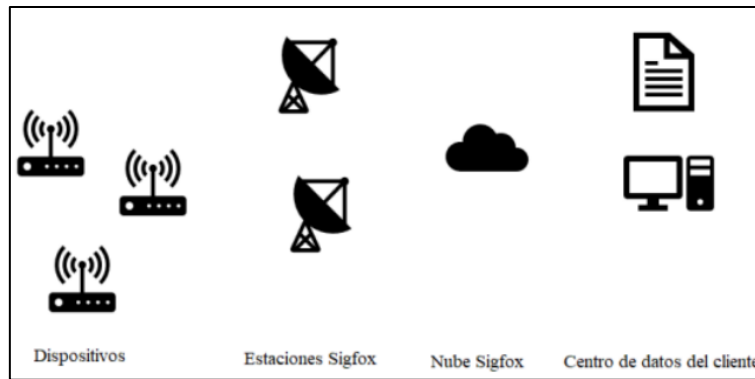 Dispositivos
Estaciones Sigfox
Nube Sigfox
Centro de datos del cliente